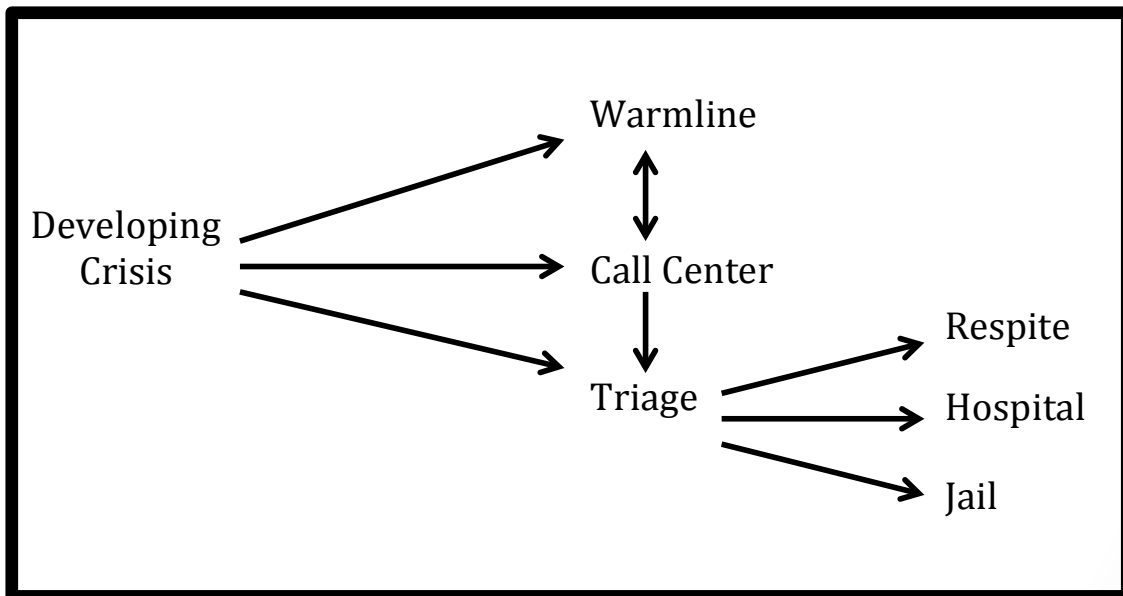 Warmline
Developing
Crisis
Call Center
Respite
Triage
Hospital
Jail